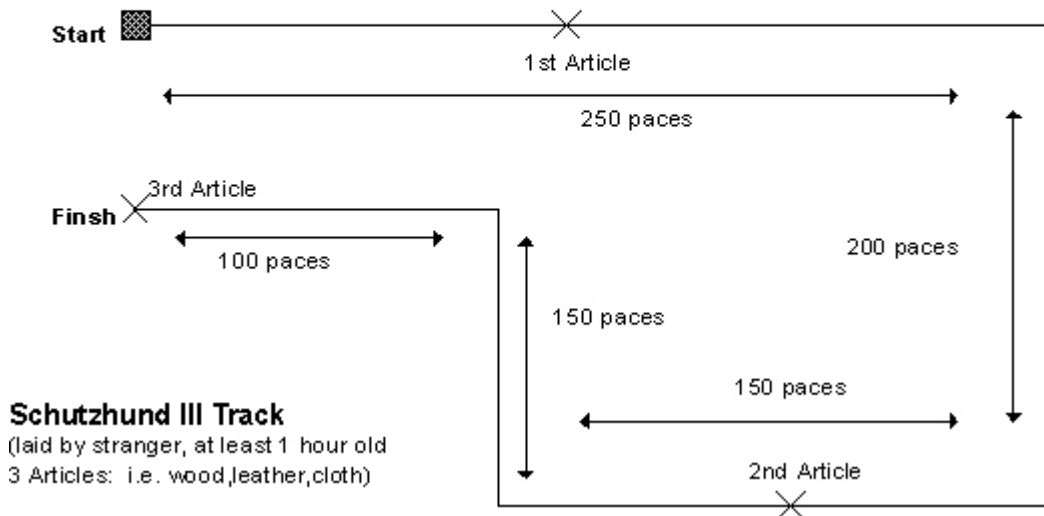 Start
1st Article
250 paces
3rd Article
Finsh
100 paces
200 paces
150 paces
150 paces
Schutzhund III Track
(laid by stranger, at least 1 hour old
3 Articles: i.e. wood,leather,cloth)
2nd Article